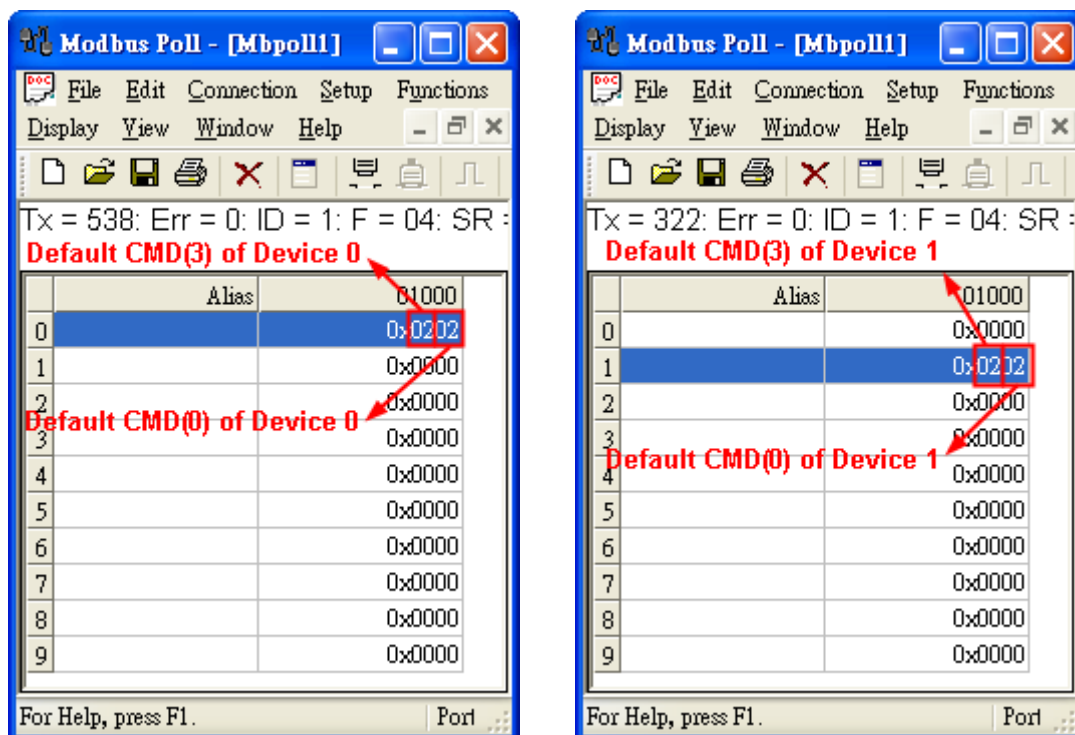 Modbus Poll - [Mbpoll1]
File Edit Connection Setup Functions
Display View Window Help
Tx = 538: Err = 0: ID = 1: F = 04: SR =
Default CMD(3) of Device 0
Alias 01000
0 0x0202
1 0x0000
2 0x0000
Default CMD(0) of Device 0
3 0x0000
4 0x0000
5 0x0000
6 0x0000
7 0x0000
8 0x0000
9 0x0000
For Help, press F1. Port
Modbus Poll - [Mbpoll1]
File Edit Connection Setup Functions
Display View Window Help
Tx = 322: Err = 0: ID = 1: F = 04: SR =
Default CMD(3) of Device 1
Alias 01000
0 0x0000
1 0x0202
2 0x0000
3 0x0000
Default CMD(0) of Device 1
4 0x0000
5 0x0000
6 0x0000
7 0x0000
8 0x0000
9 0x0000
For Help, press F1. Port